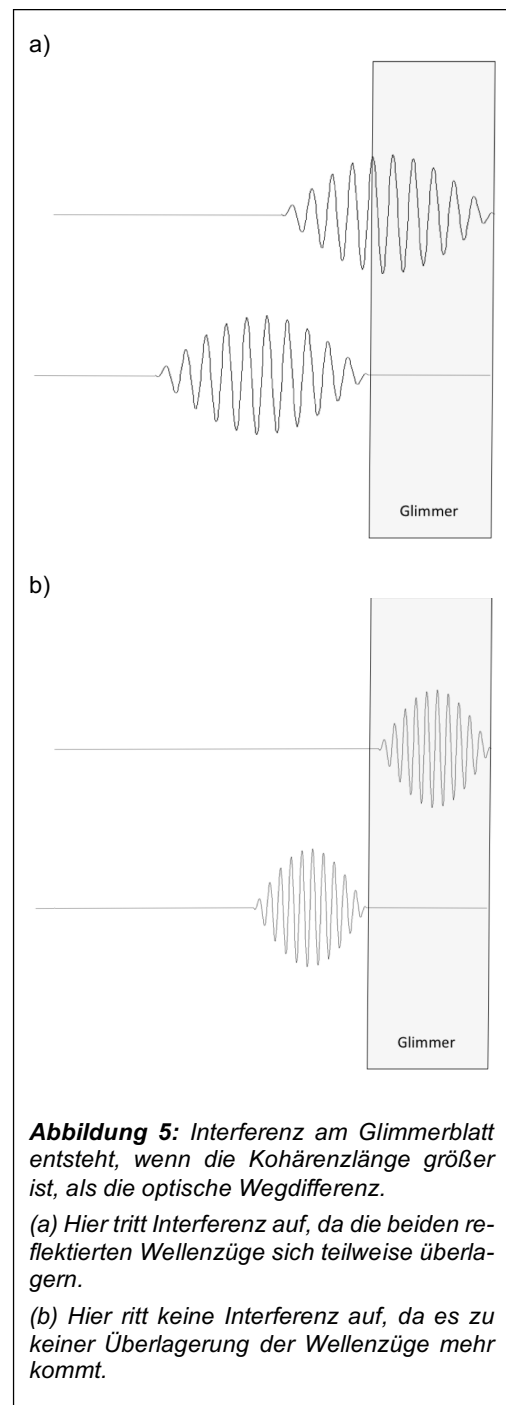 a)
Glimmer
b)
Glimmer
Abbildung 5: Interferenz am Glimmerblatt
entsteht, wenn die Kohärenzlänge größer
ist, als die optische Wegdifferenz.
(a) Hier tritt Interferenz auf, da die beiden re-
flektierten Wellenzüge sich teilweise überla-
gern.
(b) Hier ritt keine Interferenz auf, da es zu
keiner Überlagerung der Wellenzüge mehr
kommt.